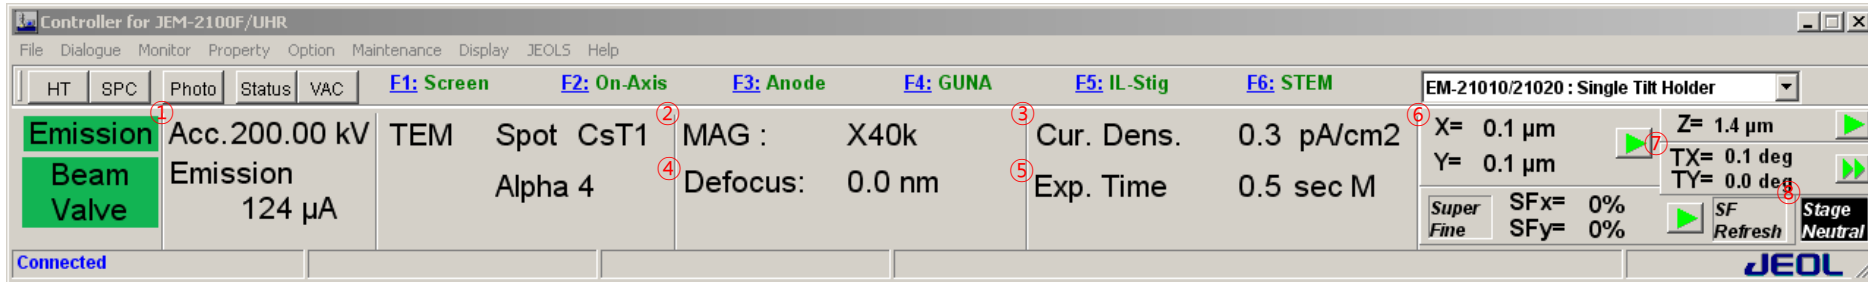 Controller for JEM-2100F/UHR
File Dialogue Monitor Property Option Maintenance Display JEOLS Help
HT SPC Photo Status VAC F1: Screen F2: On-Axis F3: Anode F4: GUNA F5: IL-Stig F6: STEM EM-21010/21020 : Single Tilt Holder
① ② ③ ⑥ ⑦
Emission Acc.200.00 kV TEM Spot CsT1 MAG : X40k Cur. Dens. 0.3 pA/cm2 X= 0.1 µm Z= 1.4 µm
④ ⑤
Beam Valve Emission 124 µA Alpha 4 Defocus: 0.0 nm Exp. Time 0.5 sec M Y= 0.1 µm TX= 0.1 deg
TY= 0.0 deg
⑧
Super Fine SFx= 0% SF Refresh Stage Neutral
SFy= 0%
Connected JEOL